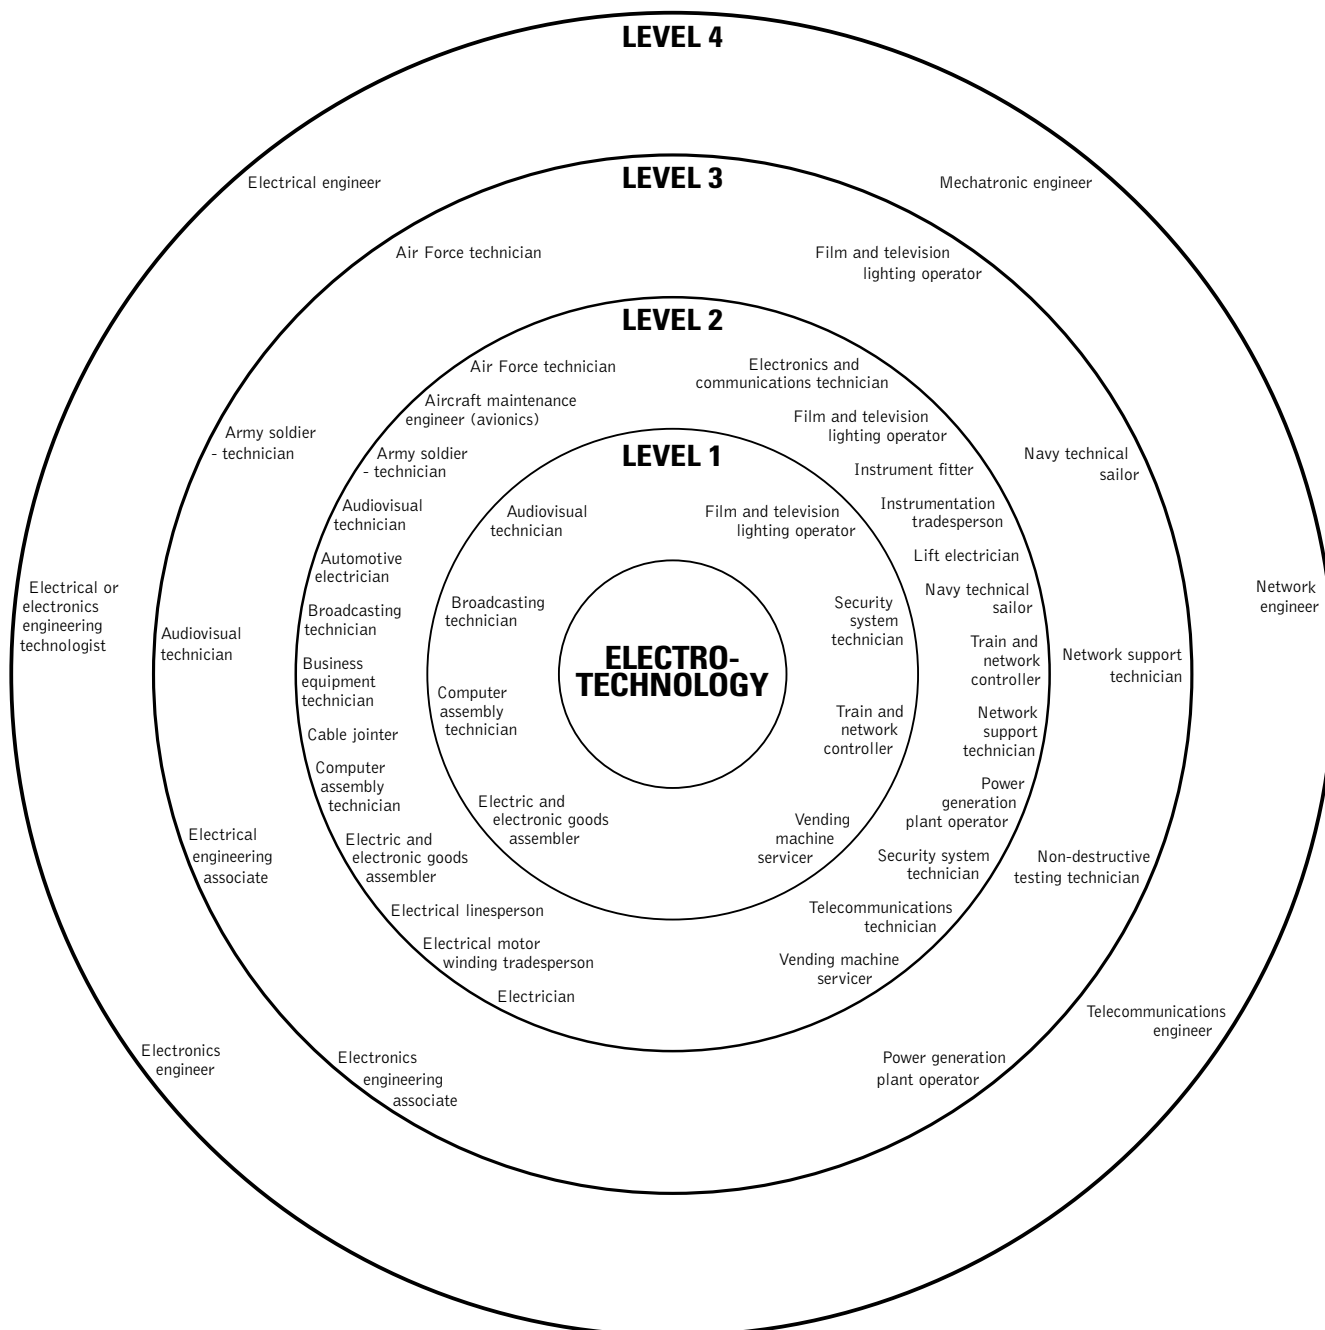 LEVEL 4
Electrical engineer
Mechatronic engineer
Electrical or
electronics
engineering
technologist
Network
engineer
Electronics
engineer
Telecommunications
engineer
LEVEL 3
Air Force technician
Film and television
lighting operator
Army soldier
- technician
Navy technical
sailor
Audiovisual
technician
Network support
technician
Electrical
engineering
associate
Non-destructive
testing technician
Electronics
engineering
associate
Power generation
plant operator
LEVEL 2
Air Force technician
Electronics and
communications technician
Aircraft maintenance
engineer (avionics)
Film and television
lighting operator
Army soldier
- technician
Instrument fitter
Audiovisual
technician
Instrumentation
tradesperson
Automotive
electrician
Lift electrician
Broadcasting
technician
Navy technical
sailor
Business
equipment
technician
Train and
network
controller
Cable jointer
Network
support
technician
Computer
assembly
technician
Power
generation
plant operator
Electric and
electronic goods
assembler
Security system
technician
Electrical linesperson
Telecommunications
technician
Electrical motor
winding tradesperson
Vending machine
servicer
Electrician
LEVEL 1
Audiovisual
technician
Film and television
lighting operator
Broadcasting
technician
Security
system
technician
Computer
assembly
technician
Train and
network
controller
Electric and
electronic goods
assembler
Vending
machine
servicer
ELECTRO-
TECHNOLOGY